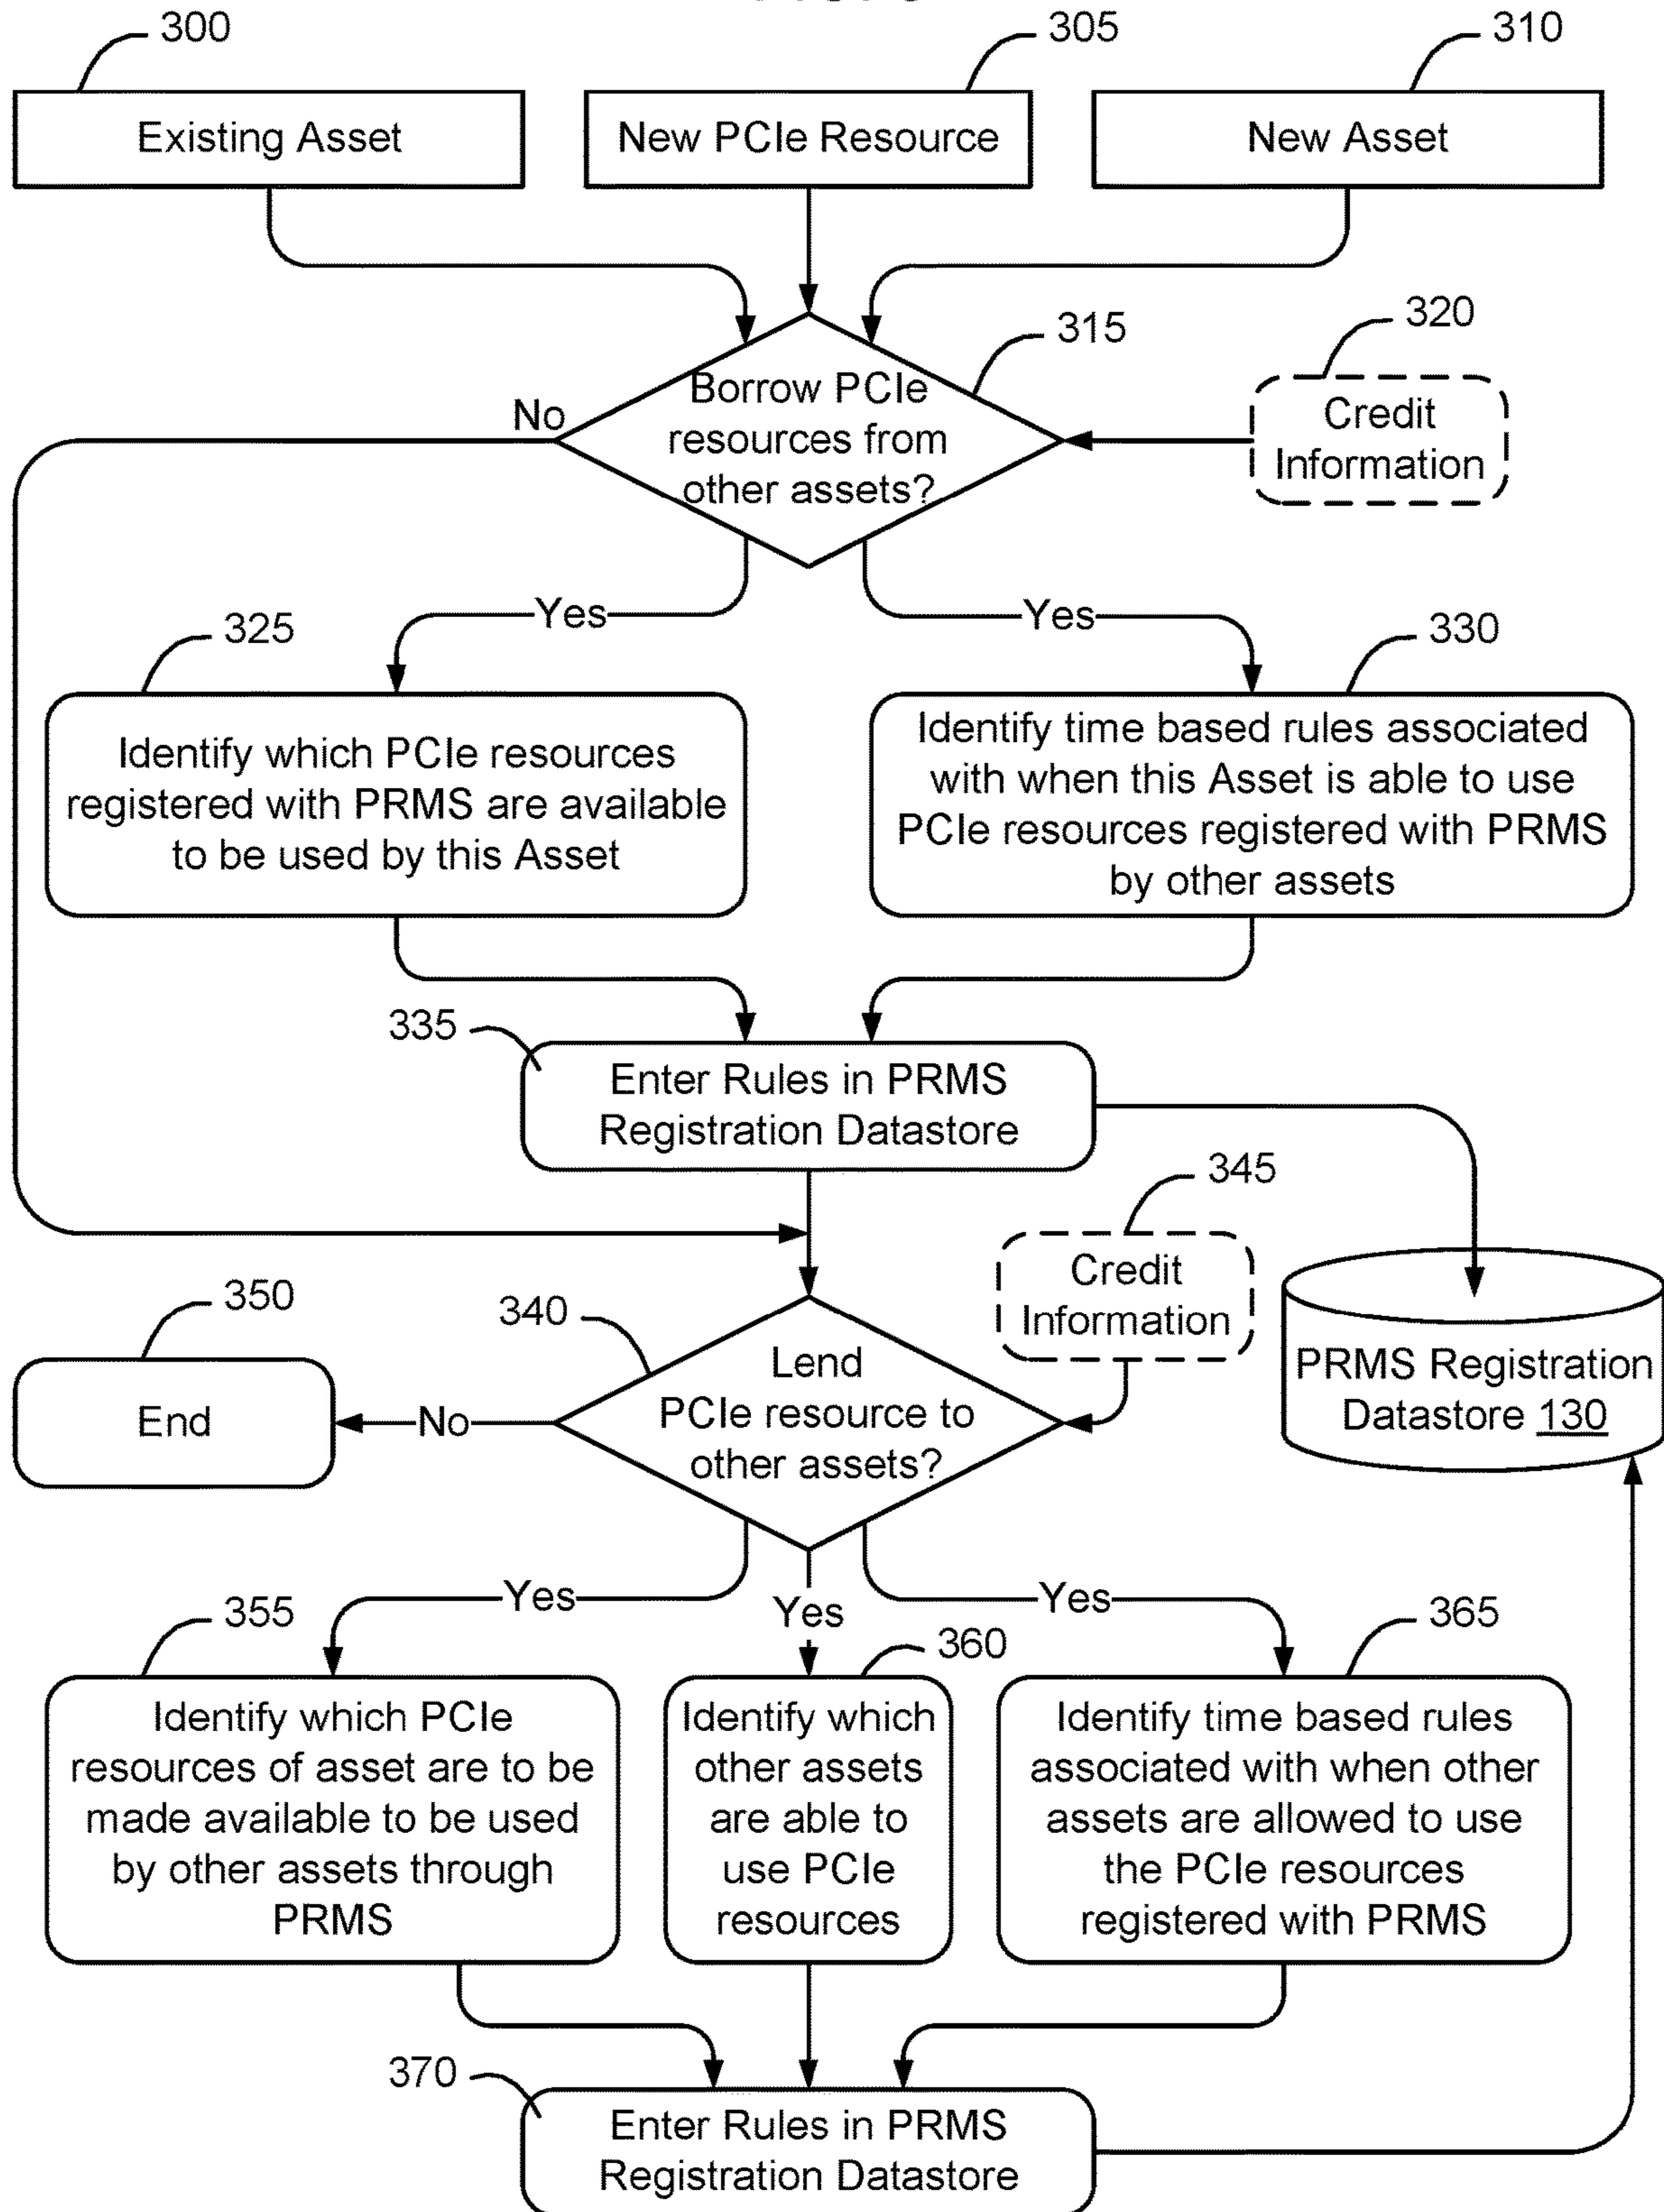 300
305
310
Existing Asset
New PCIe Resource
New Asset
315
320
Borrow PCIe
resources from
other assets?
No
Credit
Information
Yes
Yes
325
330
Identify which PCIe resources
registered with PRMS are available
to be used by this Asset
Identify time based rules associated
with when this Asset is able to use
PCIe resources registered with PRMS
by other assets
335
Enter Rules in PRMS
Registration Datastore
345
Credit
Information
350
340
End
No
Lend
PCIe resource to
other assets?
PRMS Registration
Datastore 130
Yes
Yes
Yes
355
360
365
Identify which PCIe
resources of asset are to be
made available to be used
by other assets through
PRMS
Identify which
other assets
are able to
use PCIe
resources
Identify time based rules
associated with when other
assets are allowed to use
the PCIe resources
registered with PRMS
370
Enter Rules in PRMS
Registration Datastore